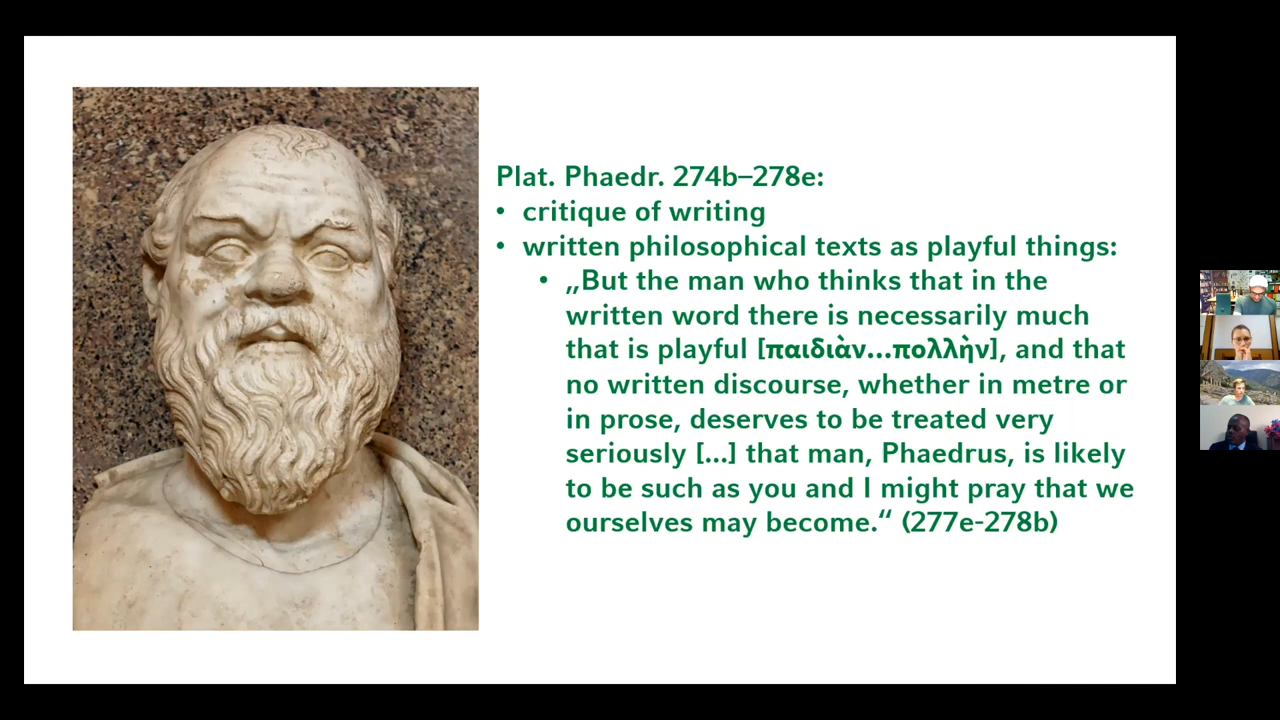 Plat. Phaedr. 274b–278e:
• critique of writing
• written philosophical texts as playful things:
• „But the man who thinks that in the
written word there is necessarily much
that is playful [παιδιὰν...πολλὴν], and that
no written discourse, whether in metre or
in prose, deserves to be treated very
seriously [...] that man, Phaedrus, is likely
to be such as you and I might pray that we
ourselves may become.“ (277e-278b)